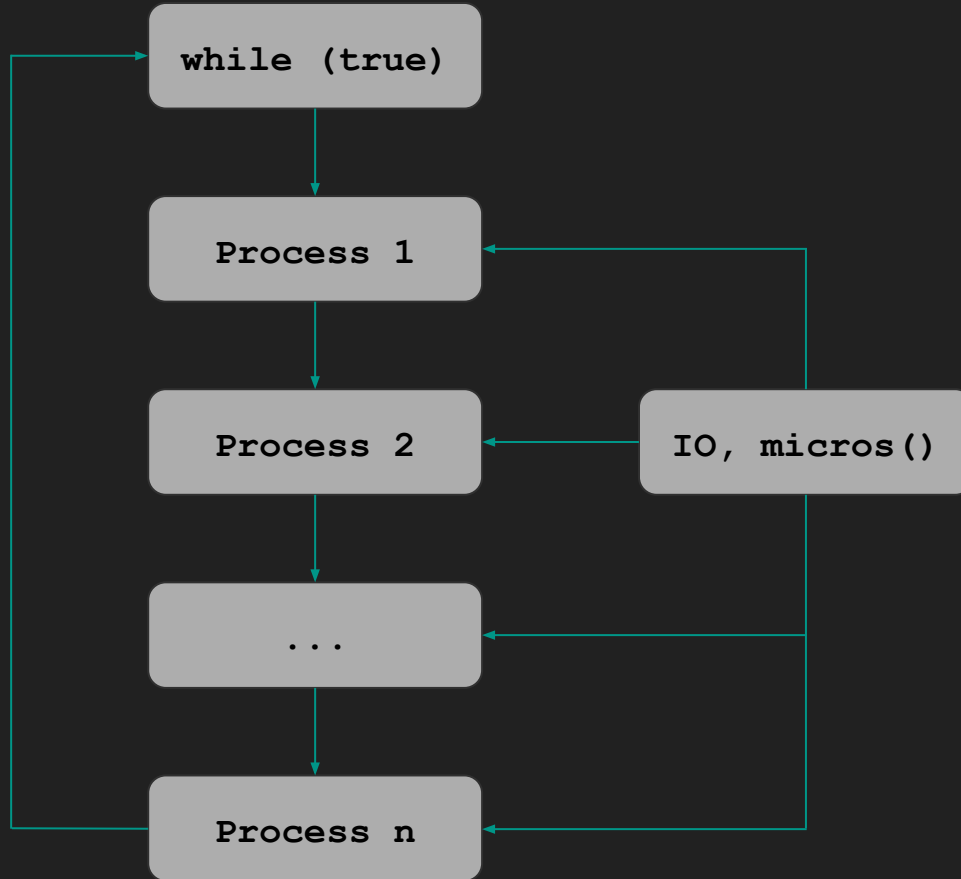 while (true)
Process 1
Process 2
IO, micros()
...
Process n